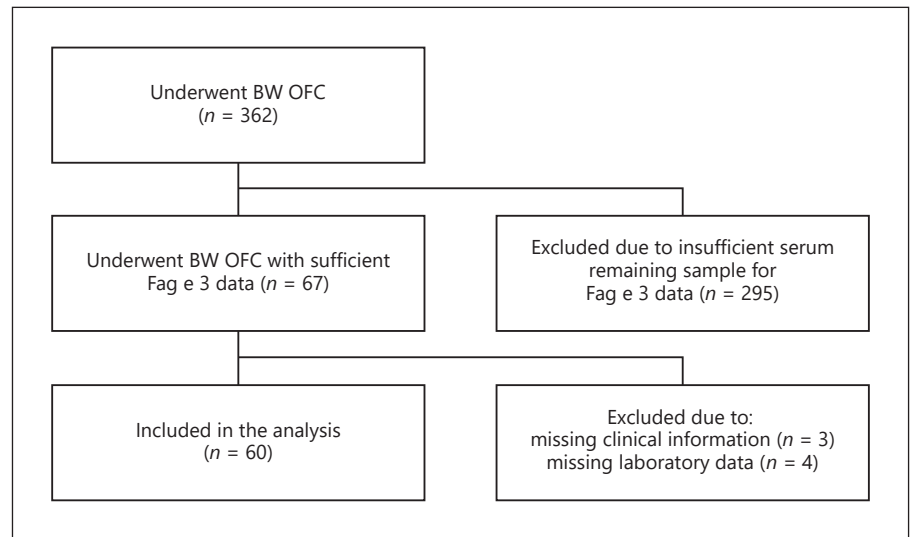 Underwent BW OFC
(n = 362)
Underwent BW OFC with sufficient
Fag e 3 data (n = 67)
Excluded due to insufficient serum
remaining sample for
Fag e 3 data (n = 295)
Included in the analysis
(n = 60)
Excluded due to:
missing clinical information (n = 3)
missing laboratory data (n = 4)